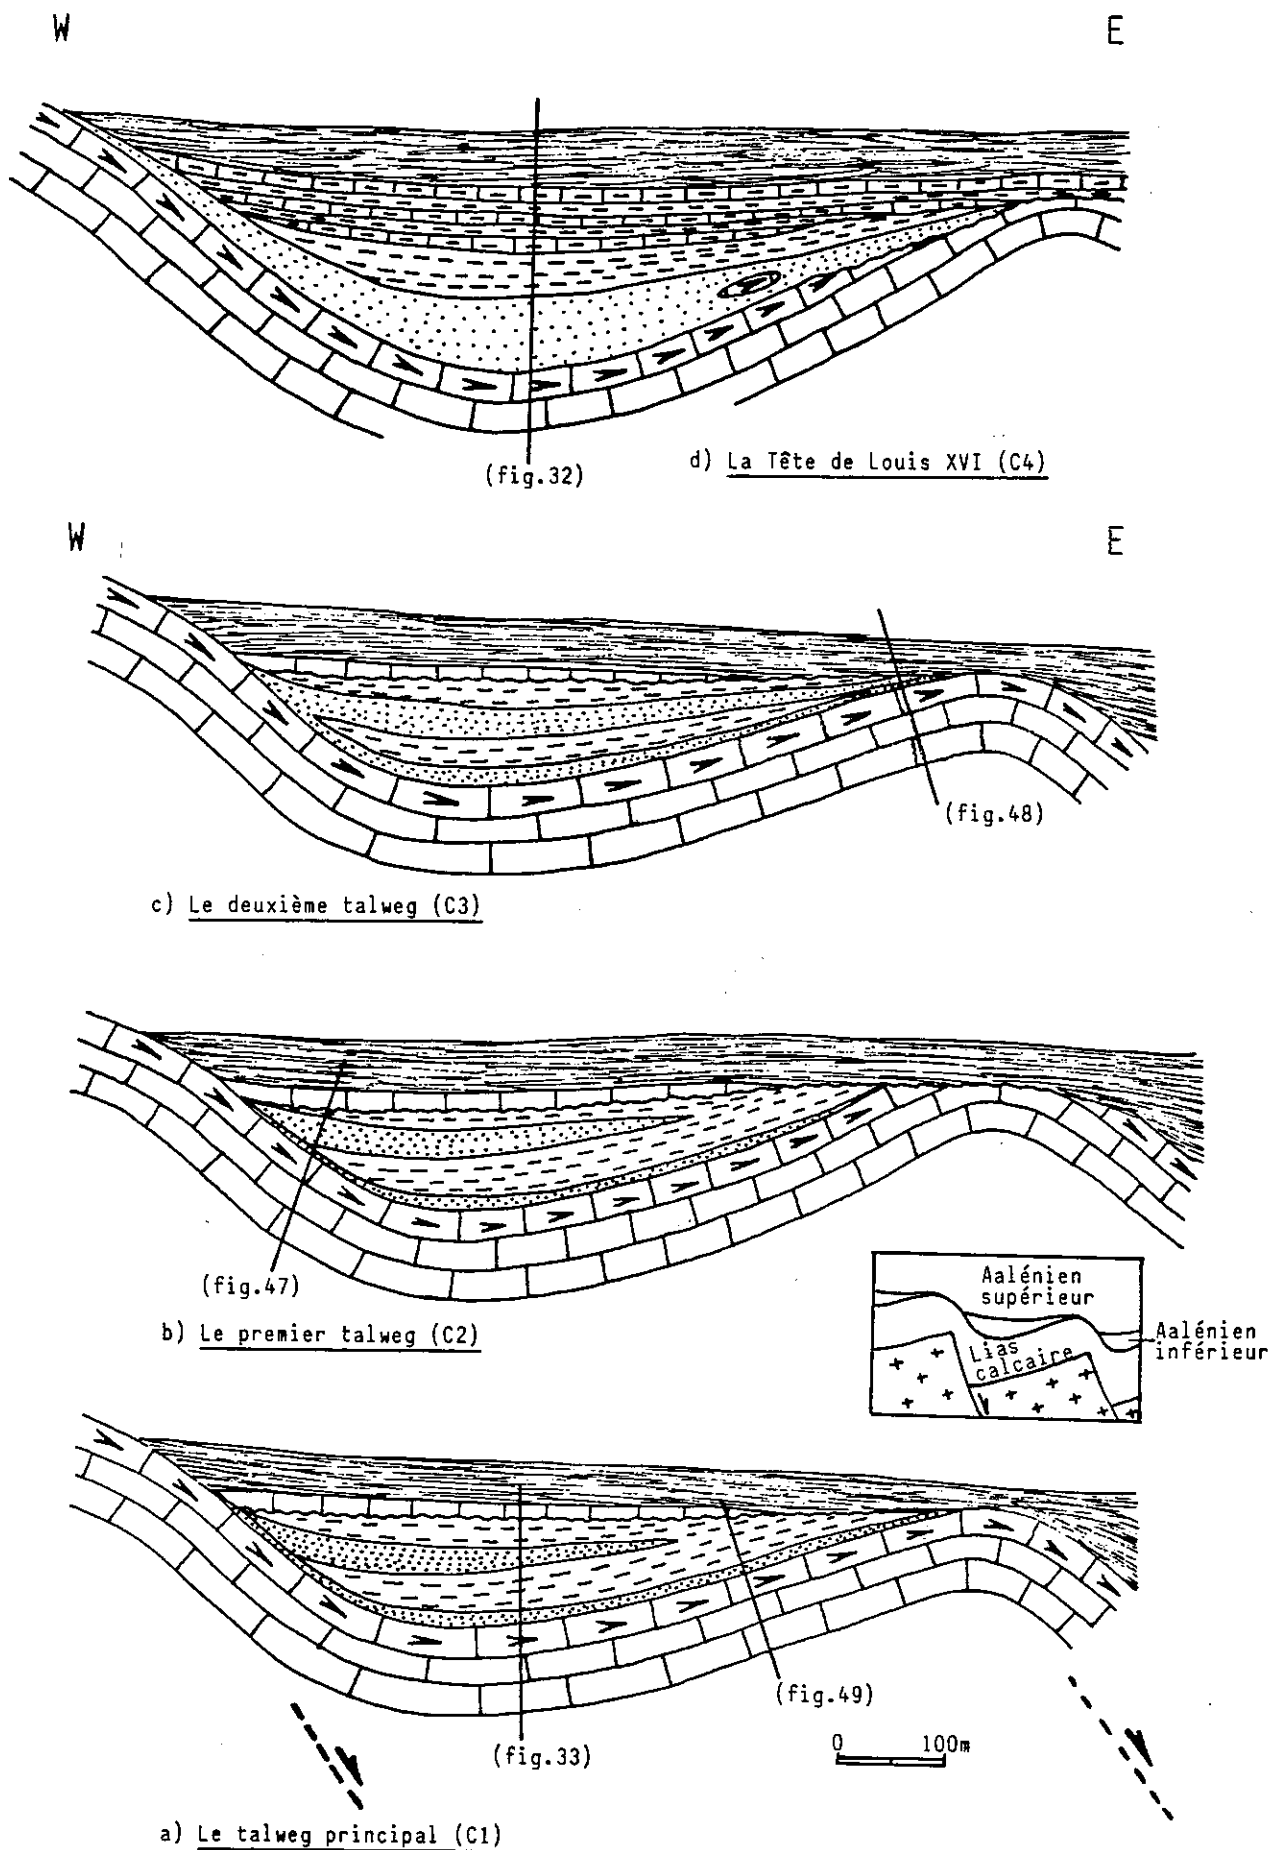 W E
(fig.32)
d) La Tête de Louis XVI (C4)
W E
(fig.48)
c) Le deuxième talweg (C3)
(fig.47)
b) Le premier talweg (C2)
Aalénien
supérieur
Aalénien
inférieur
Lias
calcaire
(fig.49)
(fig.33)
0 100m
a) Le talweg principal (C1)